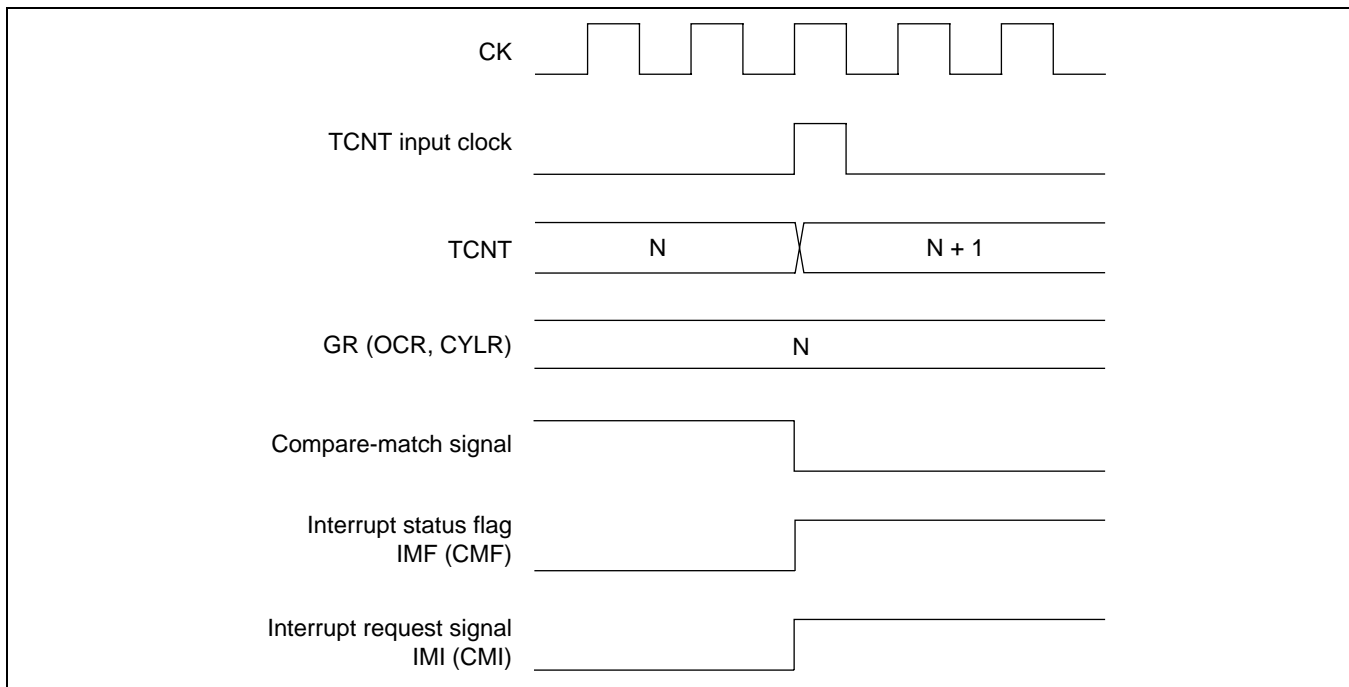 CK
TCNT input clock
TCNT
N
N + 1
GR (OCR, CYLR)
N
Compare-match signal
Interrupt status flag
IMF (CMF)
Interrupt request signal
IMI (CMI)